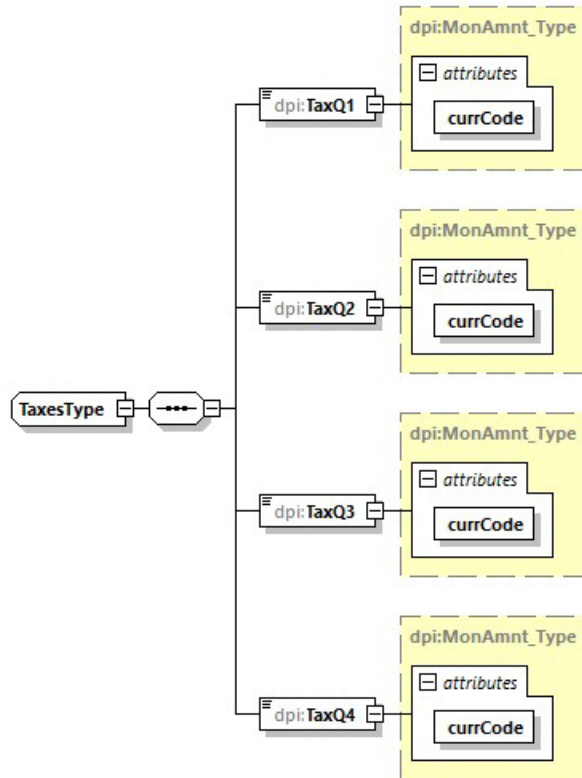 dpi:MonAmnt_Type
attributes
dpi:TaxQ1
currCode
dpi:MonAmnt_Type
attributes
dpi:TaxQ2
currCode
TaxesType
dpi:MonAmnt_Type
attributes
dpi:TaxQ3
currCode
dpi:MonAmnt_Type
attributes
dpi:TaxQ4
currCode